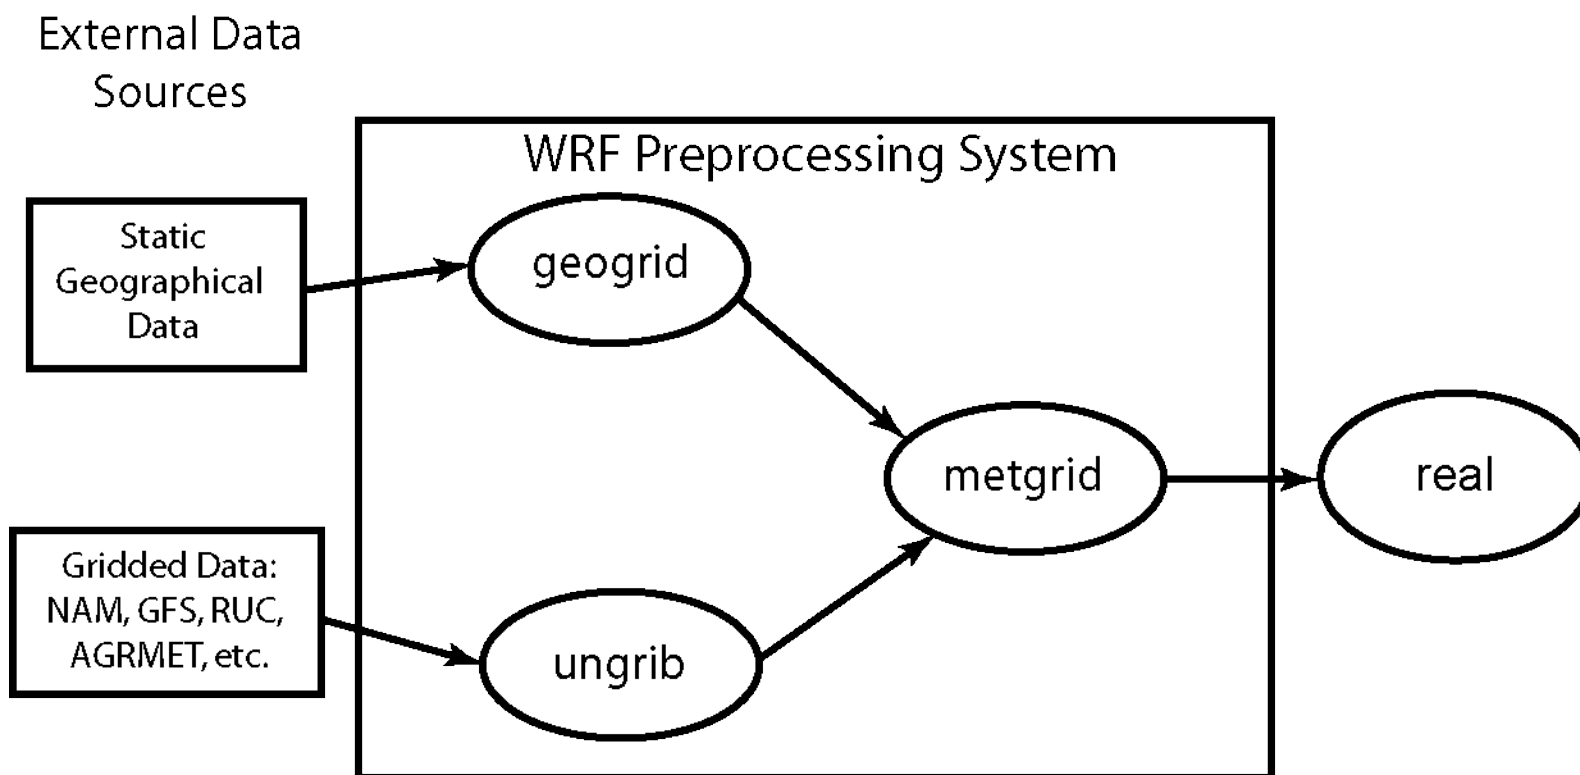 External Data
Sources
WRF Preprocessing System
Static
Geographical
Data
geogrid
metgrid
real
Gridded Data:
NAM, GFS, RUC,
AGRMET, etc.
ungrib